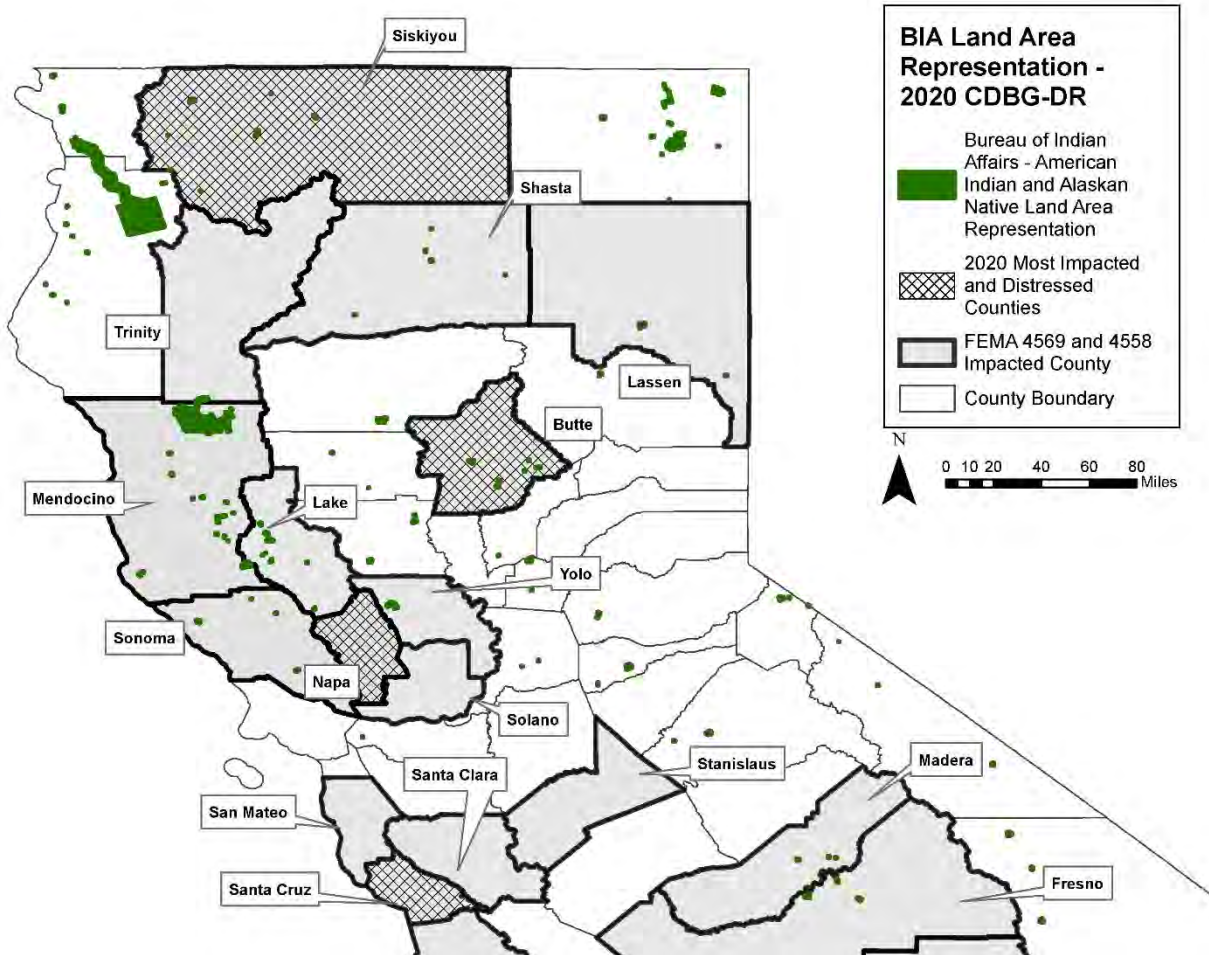 Siskiyou
Shasta
Trinity
Lassen
Butte
Mendocino
Lake
Yolo
Sonoma
Napa
Solano
Stanislaus
Madera
Santa Clara
San Mateo
Santa Cruz
Fresno
BIA Land Area
Representation -
2020 CDBG-DR
Bureau of Indian
Affairs - American
Indian and Alaskan
Native Land Area
Representation
2020 Most Impacted
and Distressed
Counties
FEMA 4569 and 4558
Impacted County
County Boundary
N
0 10 20 40 60 80
Miles